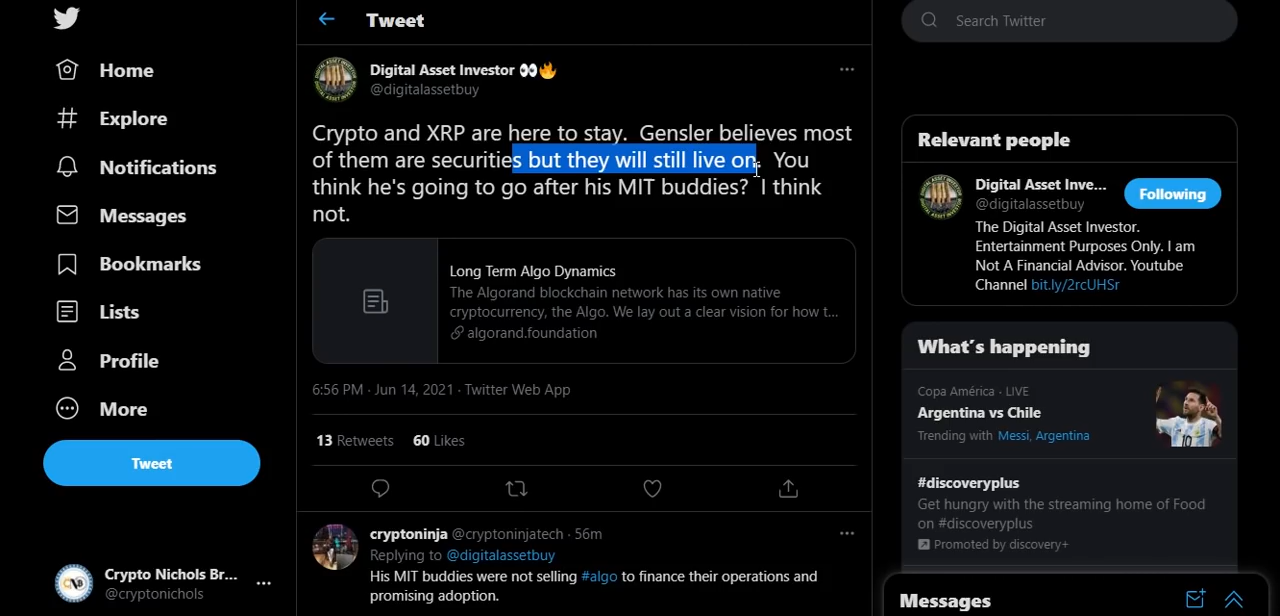 Home
Explore
Notifications
Messages
Bookmarks
Lists
Profile
More
Tweet
Crypto Nichols Br...
@cryptonichols
Tweet
Digital Asset Investor
@digitalassetbuy
Crypto and XRP are here to stay. Gensler believes most
of them are securities but they will still live on. You
think he's going to go after his MIT buddies? I think
not.
Long Term Algo Dynamics
The Algorand blockchain network has its own native
cryptocurrency, the Algo. We lay out a clear vision for how t...
algorand.foundation
6:56 PM · Jun 14, 2021 · Twitter Web App
13 Retweets 60 Likes
cryptoninja @cryptoninjatech · 56m
Replying to @digitalassetbuy
His MIT buddies were not selling #algo to finance their operations and
promising adoption.
Search Twitter
Relevant people
Digital Asset Inve...
@digitalassetbuy
Following
The Digital Asset Investor.
Entertainment Purposes Only. I am
Not A Financial Advisor. Youtube
Channel bit.ly/2rcUHSr
What's happening
Copa América · LIVE
Argentina vs Chile
Trending with Messi, Argentina
#discoveryplus
Get hungry with the streaming home of Food
on #discoveryplus
Promoted by discovery+
Messages